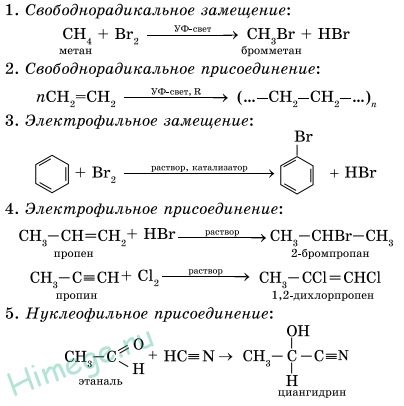 1. Свободнорадикальное замещение:
CH₄ + Br₂ УФ-свет CH₃Br + HBr
метан бромметан
2. Свободнорадикальное присоединение:
nCH₂=CH₂ УФ-свет, R (...–CH₂–CH₂–...)ₙ
3. Электрофильное замещение:
Br
+ Br₂ раствор, катализатор + HBr
4. Электрофильное присоединение:
CH₃–CH=CH₂ + HBr раствор CH₃–CHBr–CH₃
пропен 2-бромпропан
CH₃–C≡CH + Cl₂ раствор CH₃–CCl=CHCl
пропин 1,2-дихлорпропен
5. Нуклеофильное присоединение:
OH
CH₃–C O H + HC≡N → CH₃–C–C≡N
H
этаналь циангидрин
Himege.ru